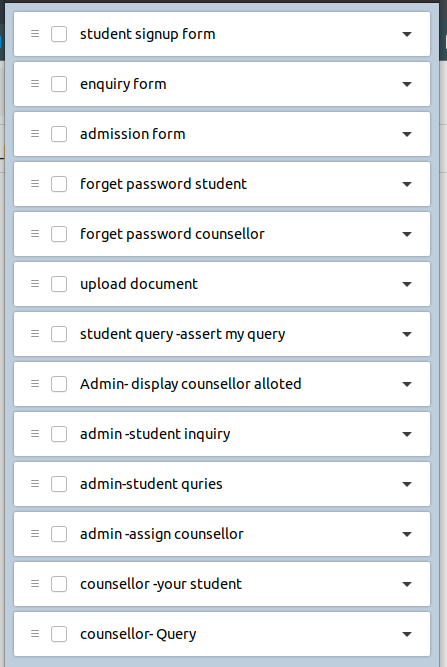 student signup form
enquiry form
admission form
forget password student
forget password counsellor
upload document
student query -assert my query
Admin- display counsellor alloted
admin -student inquiry
admin-student quries
admin -assign counsellor
counsellor -your student
counsellor- Query